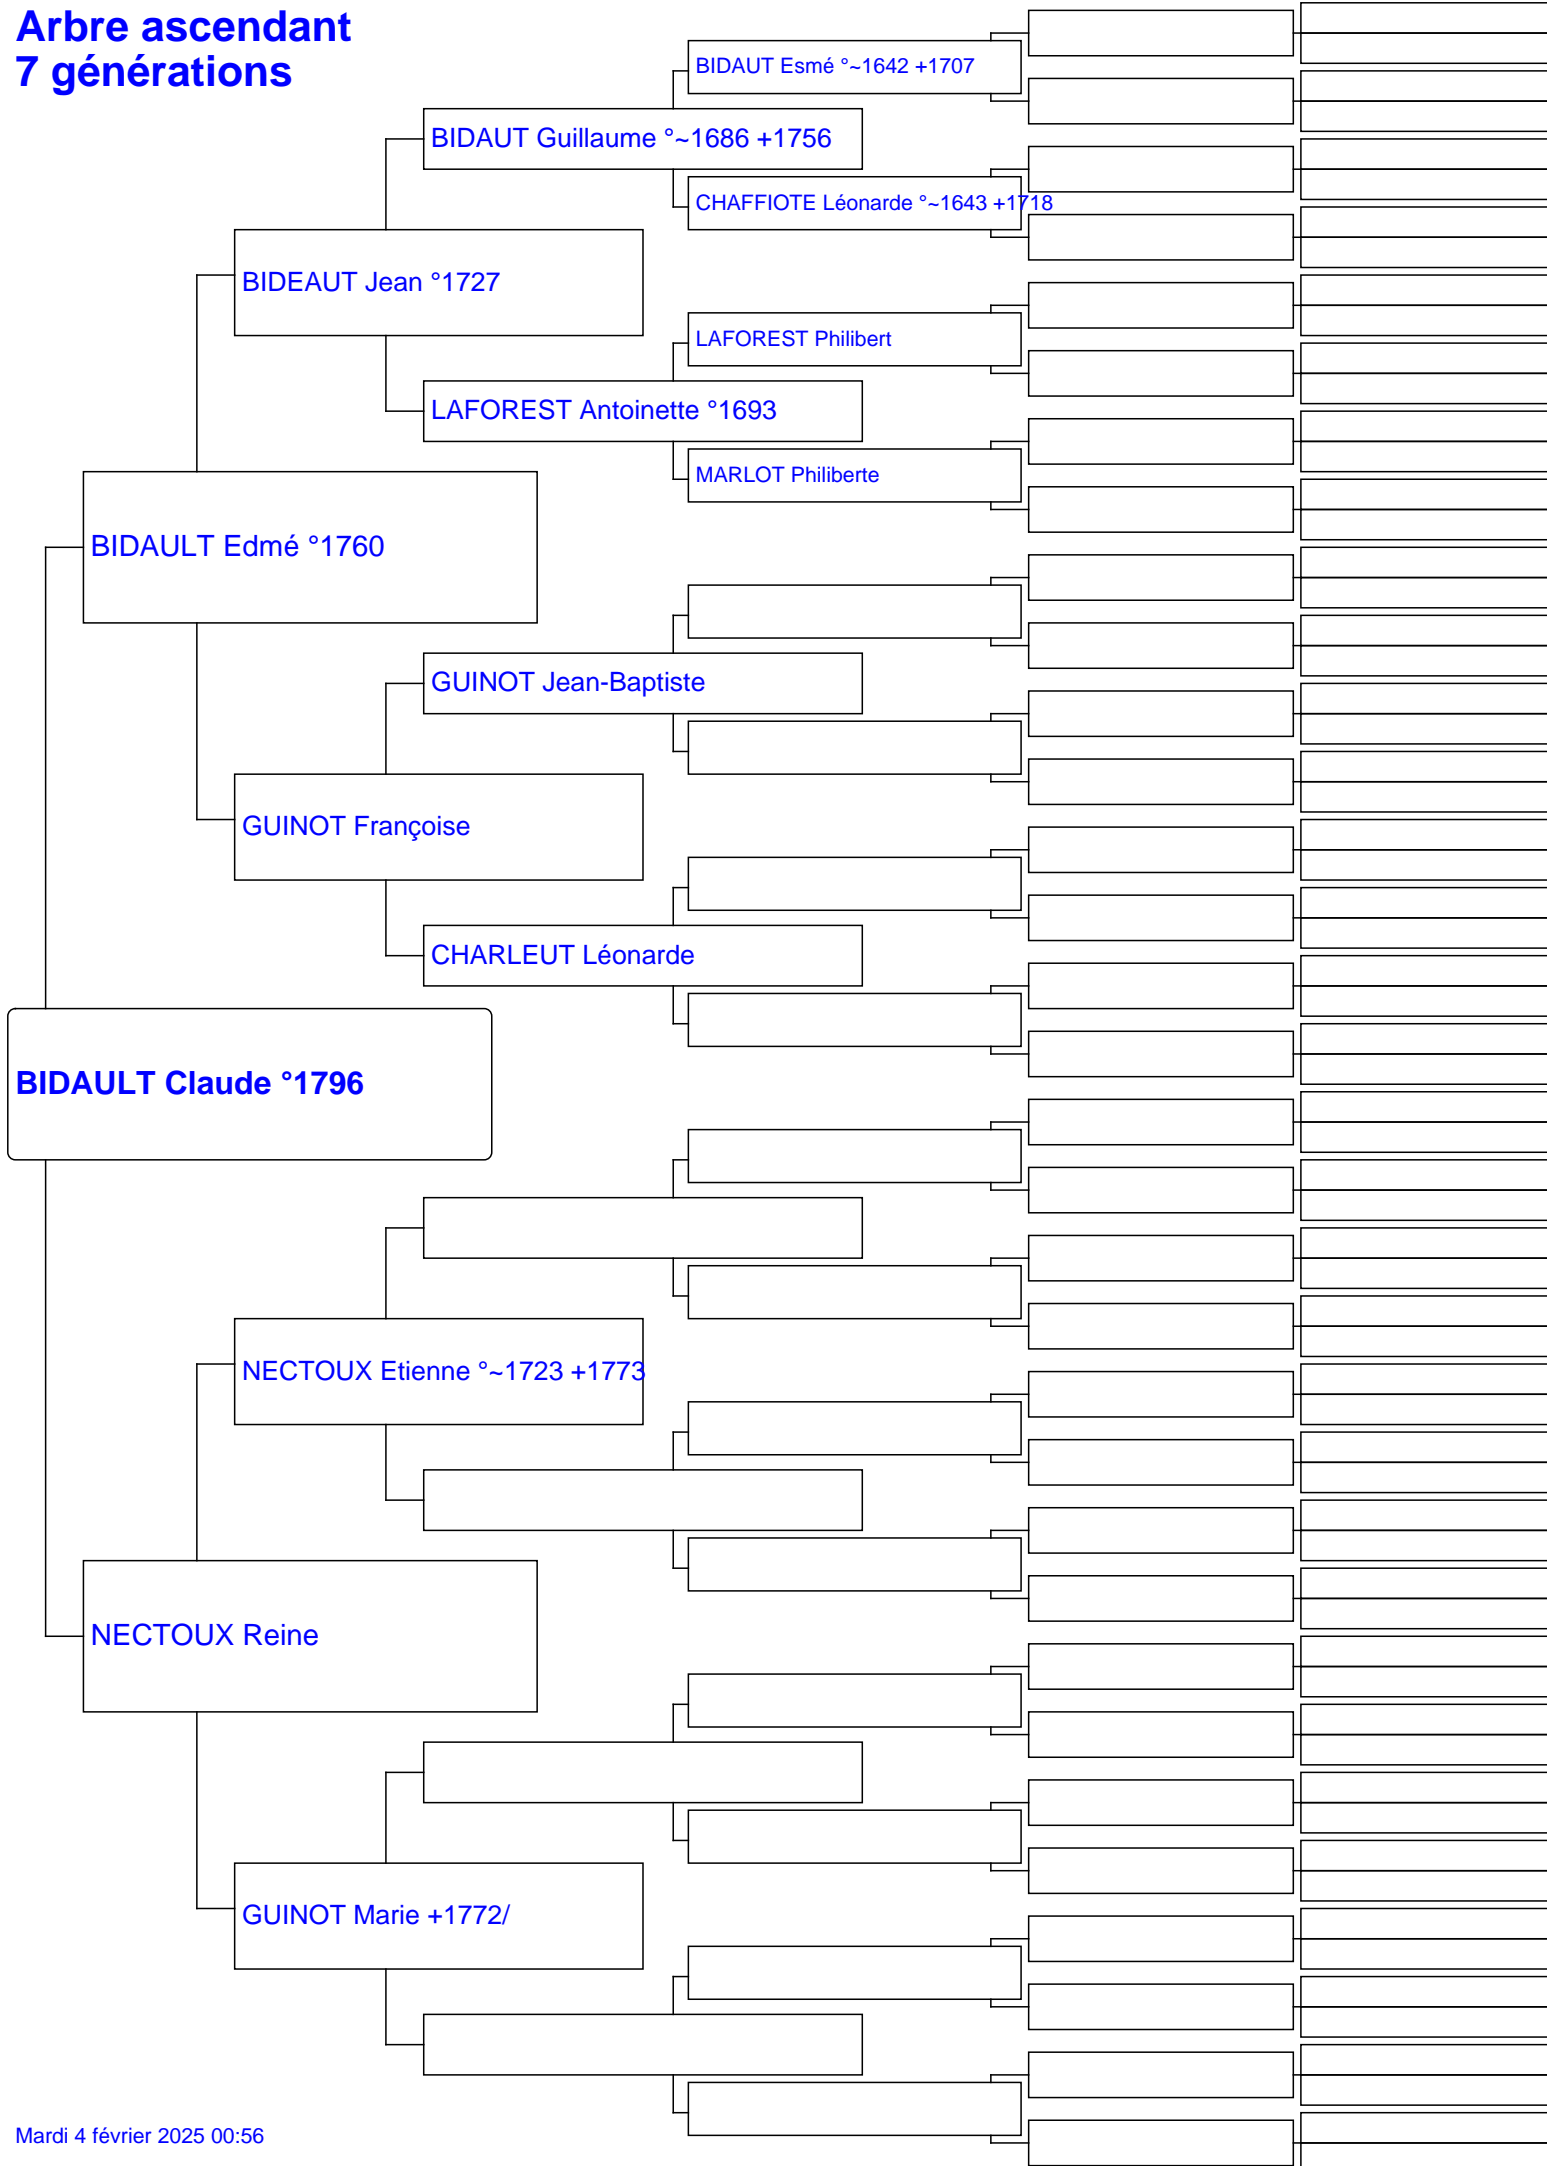 Arbre ascendant
7 générations
BIDAUT Esmé °~1642 +1707
BIDAUT Guillaume °~1686 +1756
CHAFFIOTE Léonarde °~1643 +1718
BIDEAUT Jean °1727
LAFOREST Philibert
LAFOREST Antoinette °1693
MARLOT Philiberte
BIDAULT Edmé °1760
GUINOT Jean-Baptiste
GUINOT Françoise
CHARLEUT Léonarde
BIDAULT Claude °1796
NECTOUX Etienne °~1723 +1773
NECTOUX Reine
GUINOT Marie +1772/
Mardi 4 février 2025 00:56